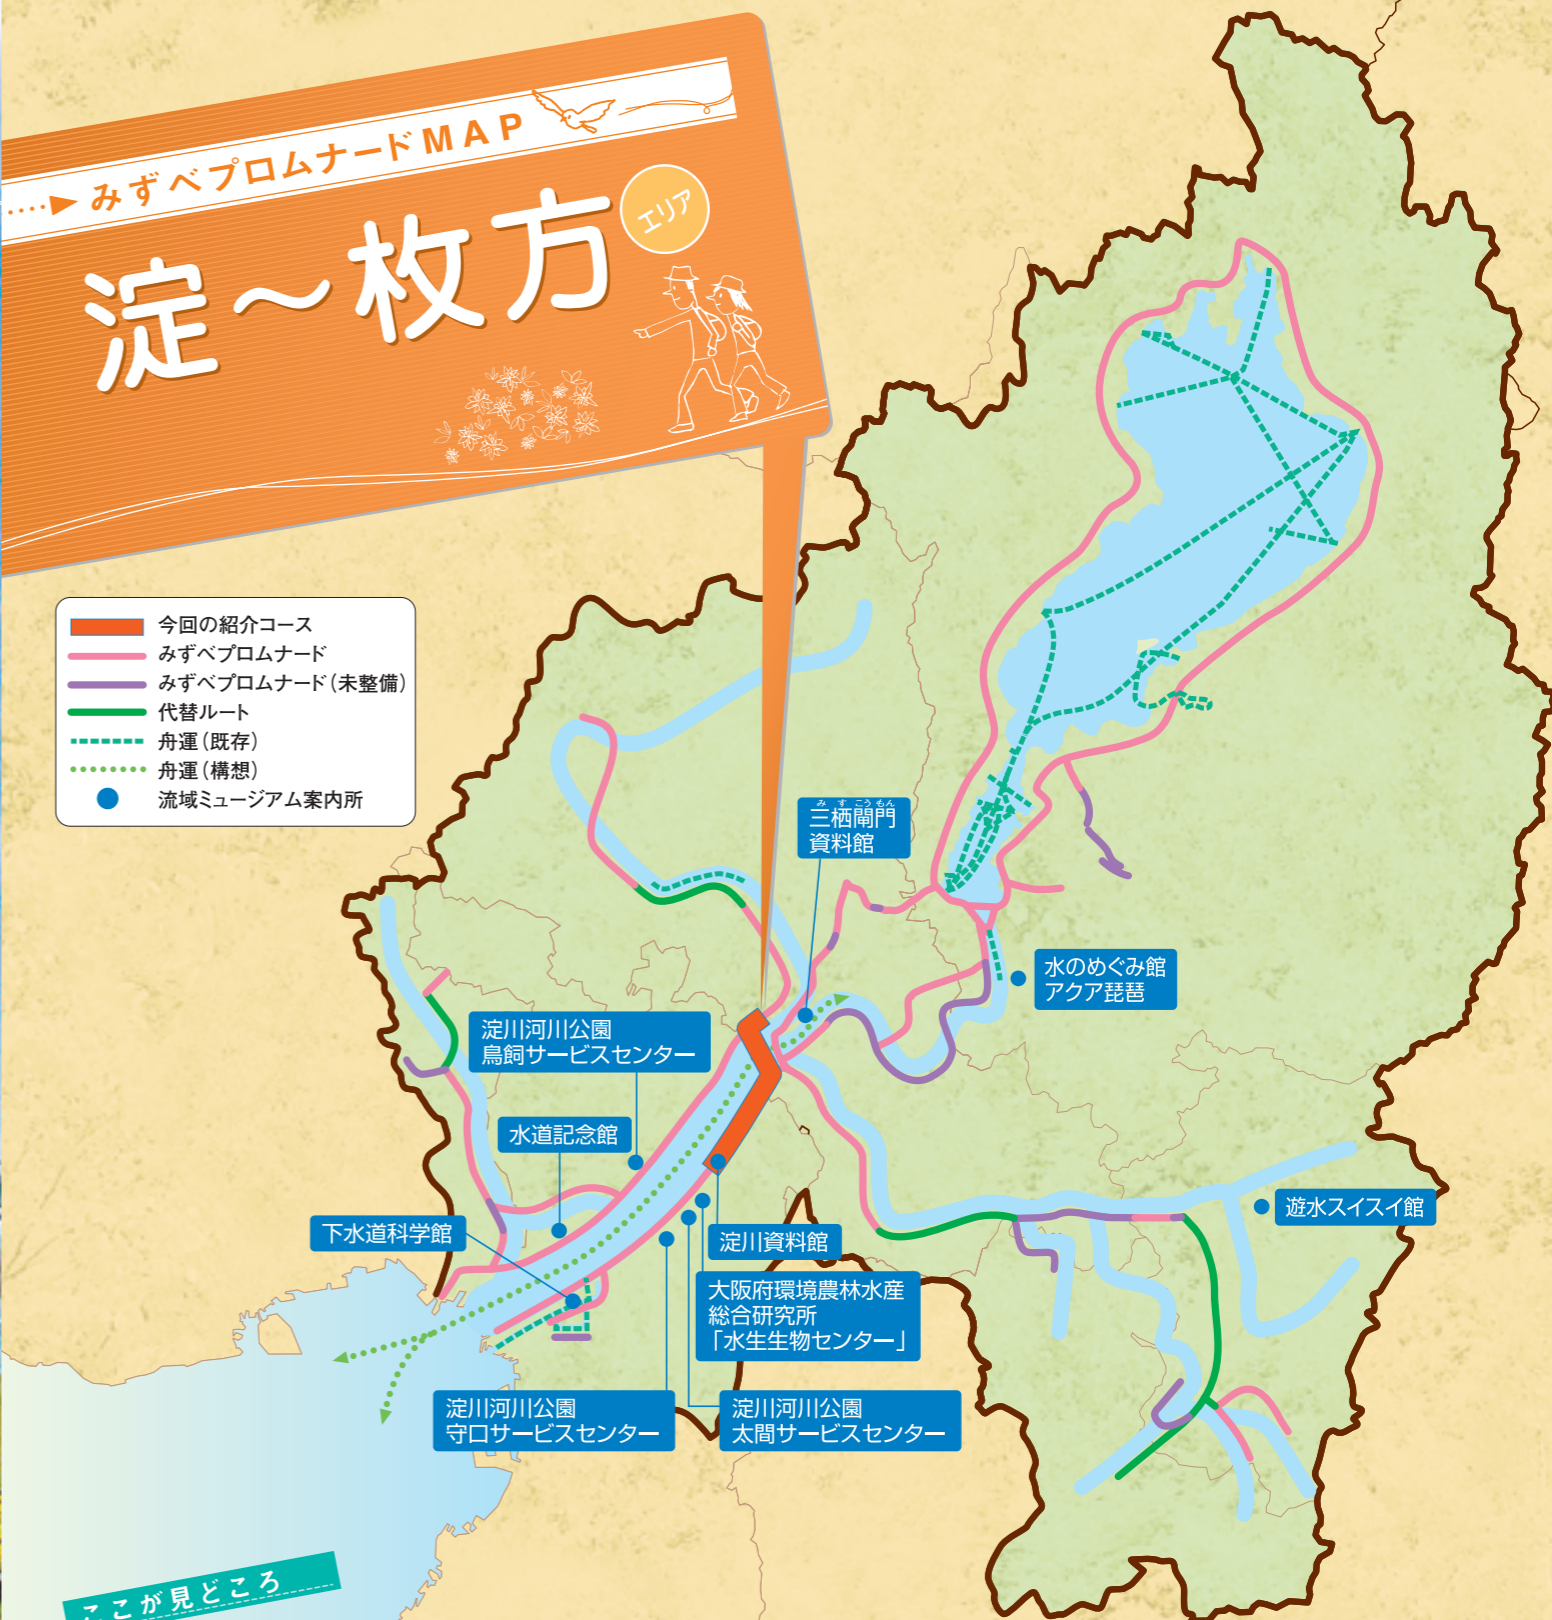 みずべプロムナードMAP
淀～枚方
エリア
今回の紹介コース
みずべプロムナード
みずべプロムナード（未整備）
代替ルート
舟運（既存）
舟運（構想）
流域ミュージアム案内所
み す こうもん
三栖閘門
資料館
水のめぐみ館
アクア琵琶
淀川河川公園
鳥飼サービスセンター
水道記念館
下水道科学館
淀川資料館
遊水スイスイ館
大阪府環境農林水産
総合研究所
「水生生物センター」
淀川河川公園
守口サービスセンター
淀川河川公園
太間サービスセンター
ここが見どころ